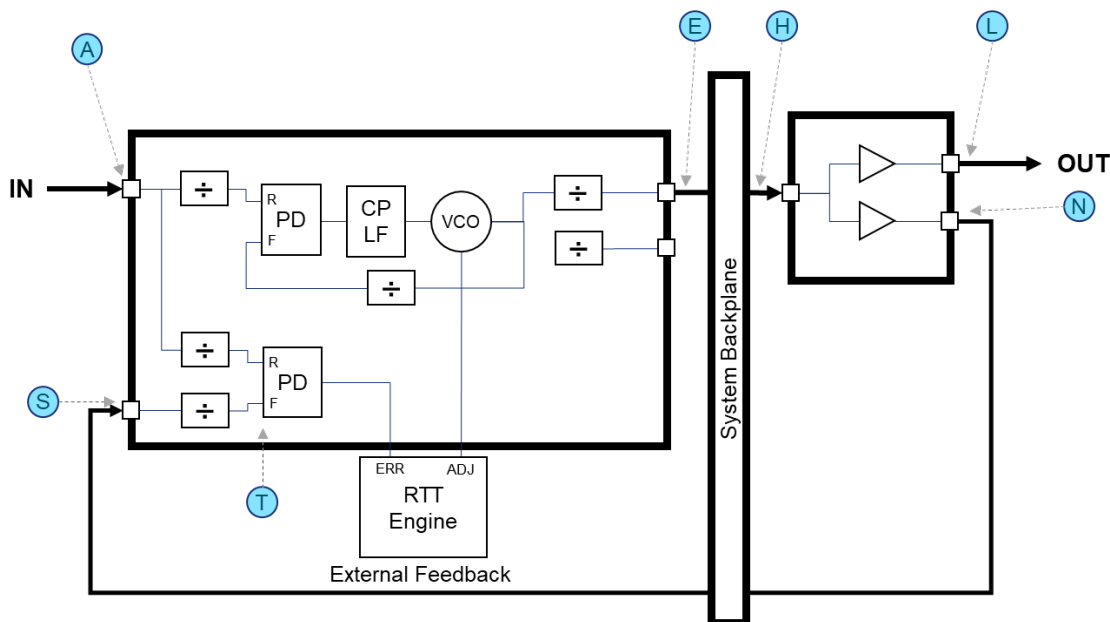 A
E
H
L
IN
OUT
÷
R
PD
F
CP
LF
VCO
÷
÷
÷
N
÷
R
PD
F
÷
S
T
ERR
ADJ
RTT
Engine
External Feedback
System Backplane